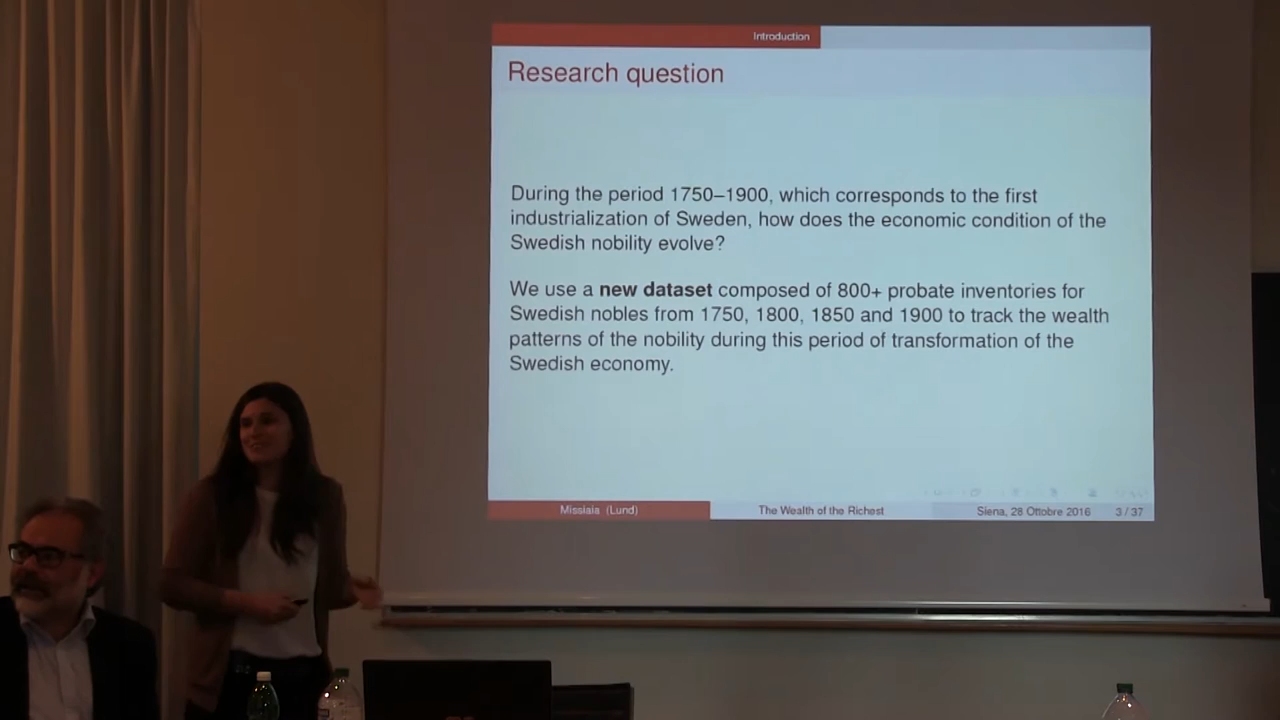 Introduction
Research question
During the period 1750–1900, which corresponds to the first
industrialization of Sweden, how does the economic condition of the
Swedish nobility evolve?
We use a new dataset composed of 800+ probate inventories for
Swedish nobles from 1750, 1800, 1850 and 1900 to track the wealth
patterns of the nobility during this period of transformation of the
Swedish economy.
Missiaia (Lund)
The Wealth of the Richest
Siena, 28 Ottobre 2016
3 / 37